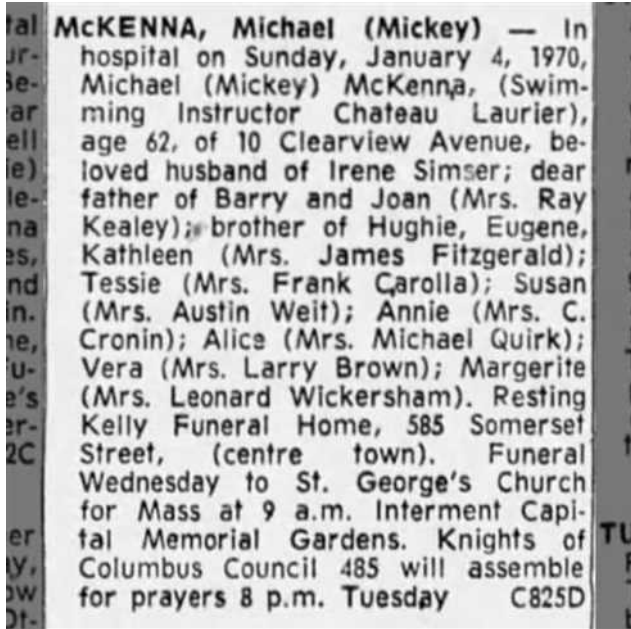 McKENNA, Michael (Mickey) — In
hospital on Sunday, January 4, 1970,
Michael (Mickey) McKenna, (Swim-
ming Instructor Chateau Laurier),
age 62, of 10 Clearview Avenue, be-
loved husband of Irene Simser; dear
father of Barry and Joan (Mrs. Ray
Kealey); brother of Hughie, Eugene,
Kathleen (Mrs. James Fitzgerald);
Tessie (Mrs. Frank Carolla); Susan
(Mrs. Austin Weit); Annie (Mrs. C.
Cronin); Alice (Mrs. Michael Quirk);
Vera (Mrs. Larry Brown); Margerite
(Mrs. Leonard Wickersham). Resting
Kelly Funeral Home, 585 Somerset
Street, (centre town). Funeral
Wednesday to St. George's Church
for Mass at 9 a.m. Interment Capi-
tal Memorial Gardens. Knights of
Columbus Council 485 will assemble
for prayers 8 p.m. Tuesday C825D